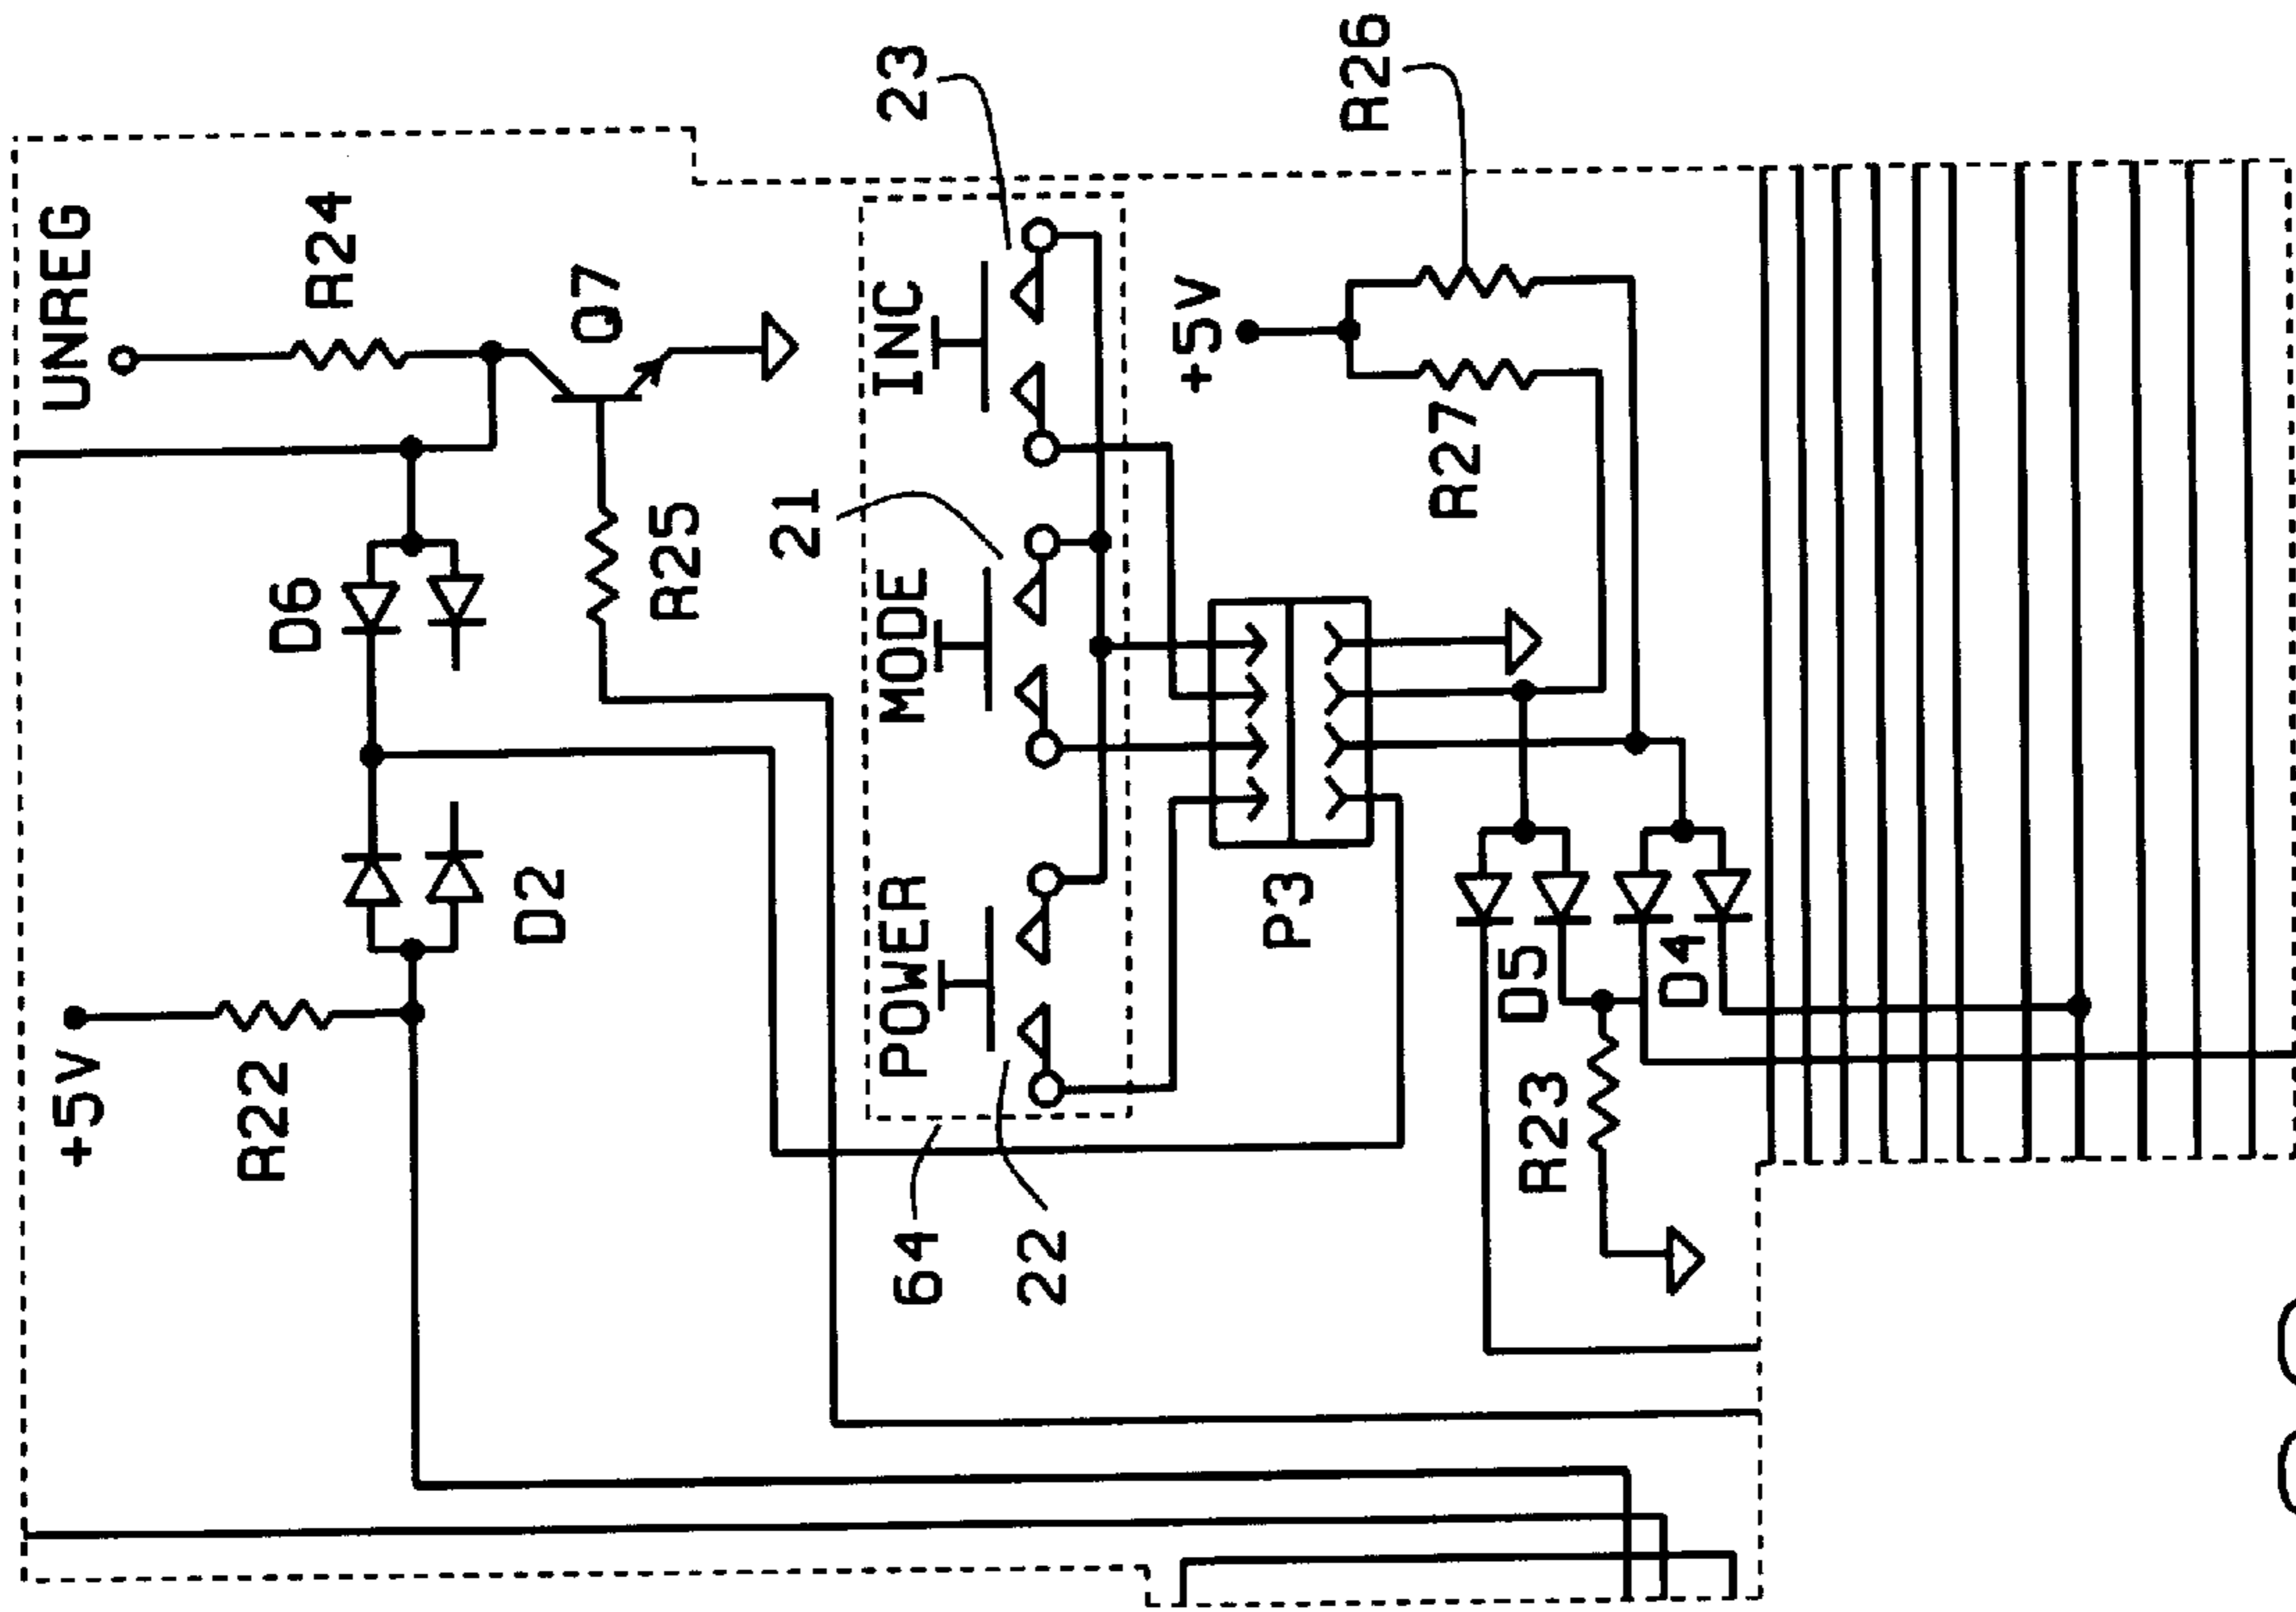 UNREG
+5V
R24
R22
D6
D2
Q7
R25
21
23
INC
MODE
POWER
64
22
+5V
P3
R26
R27
D5
R23
D4